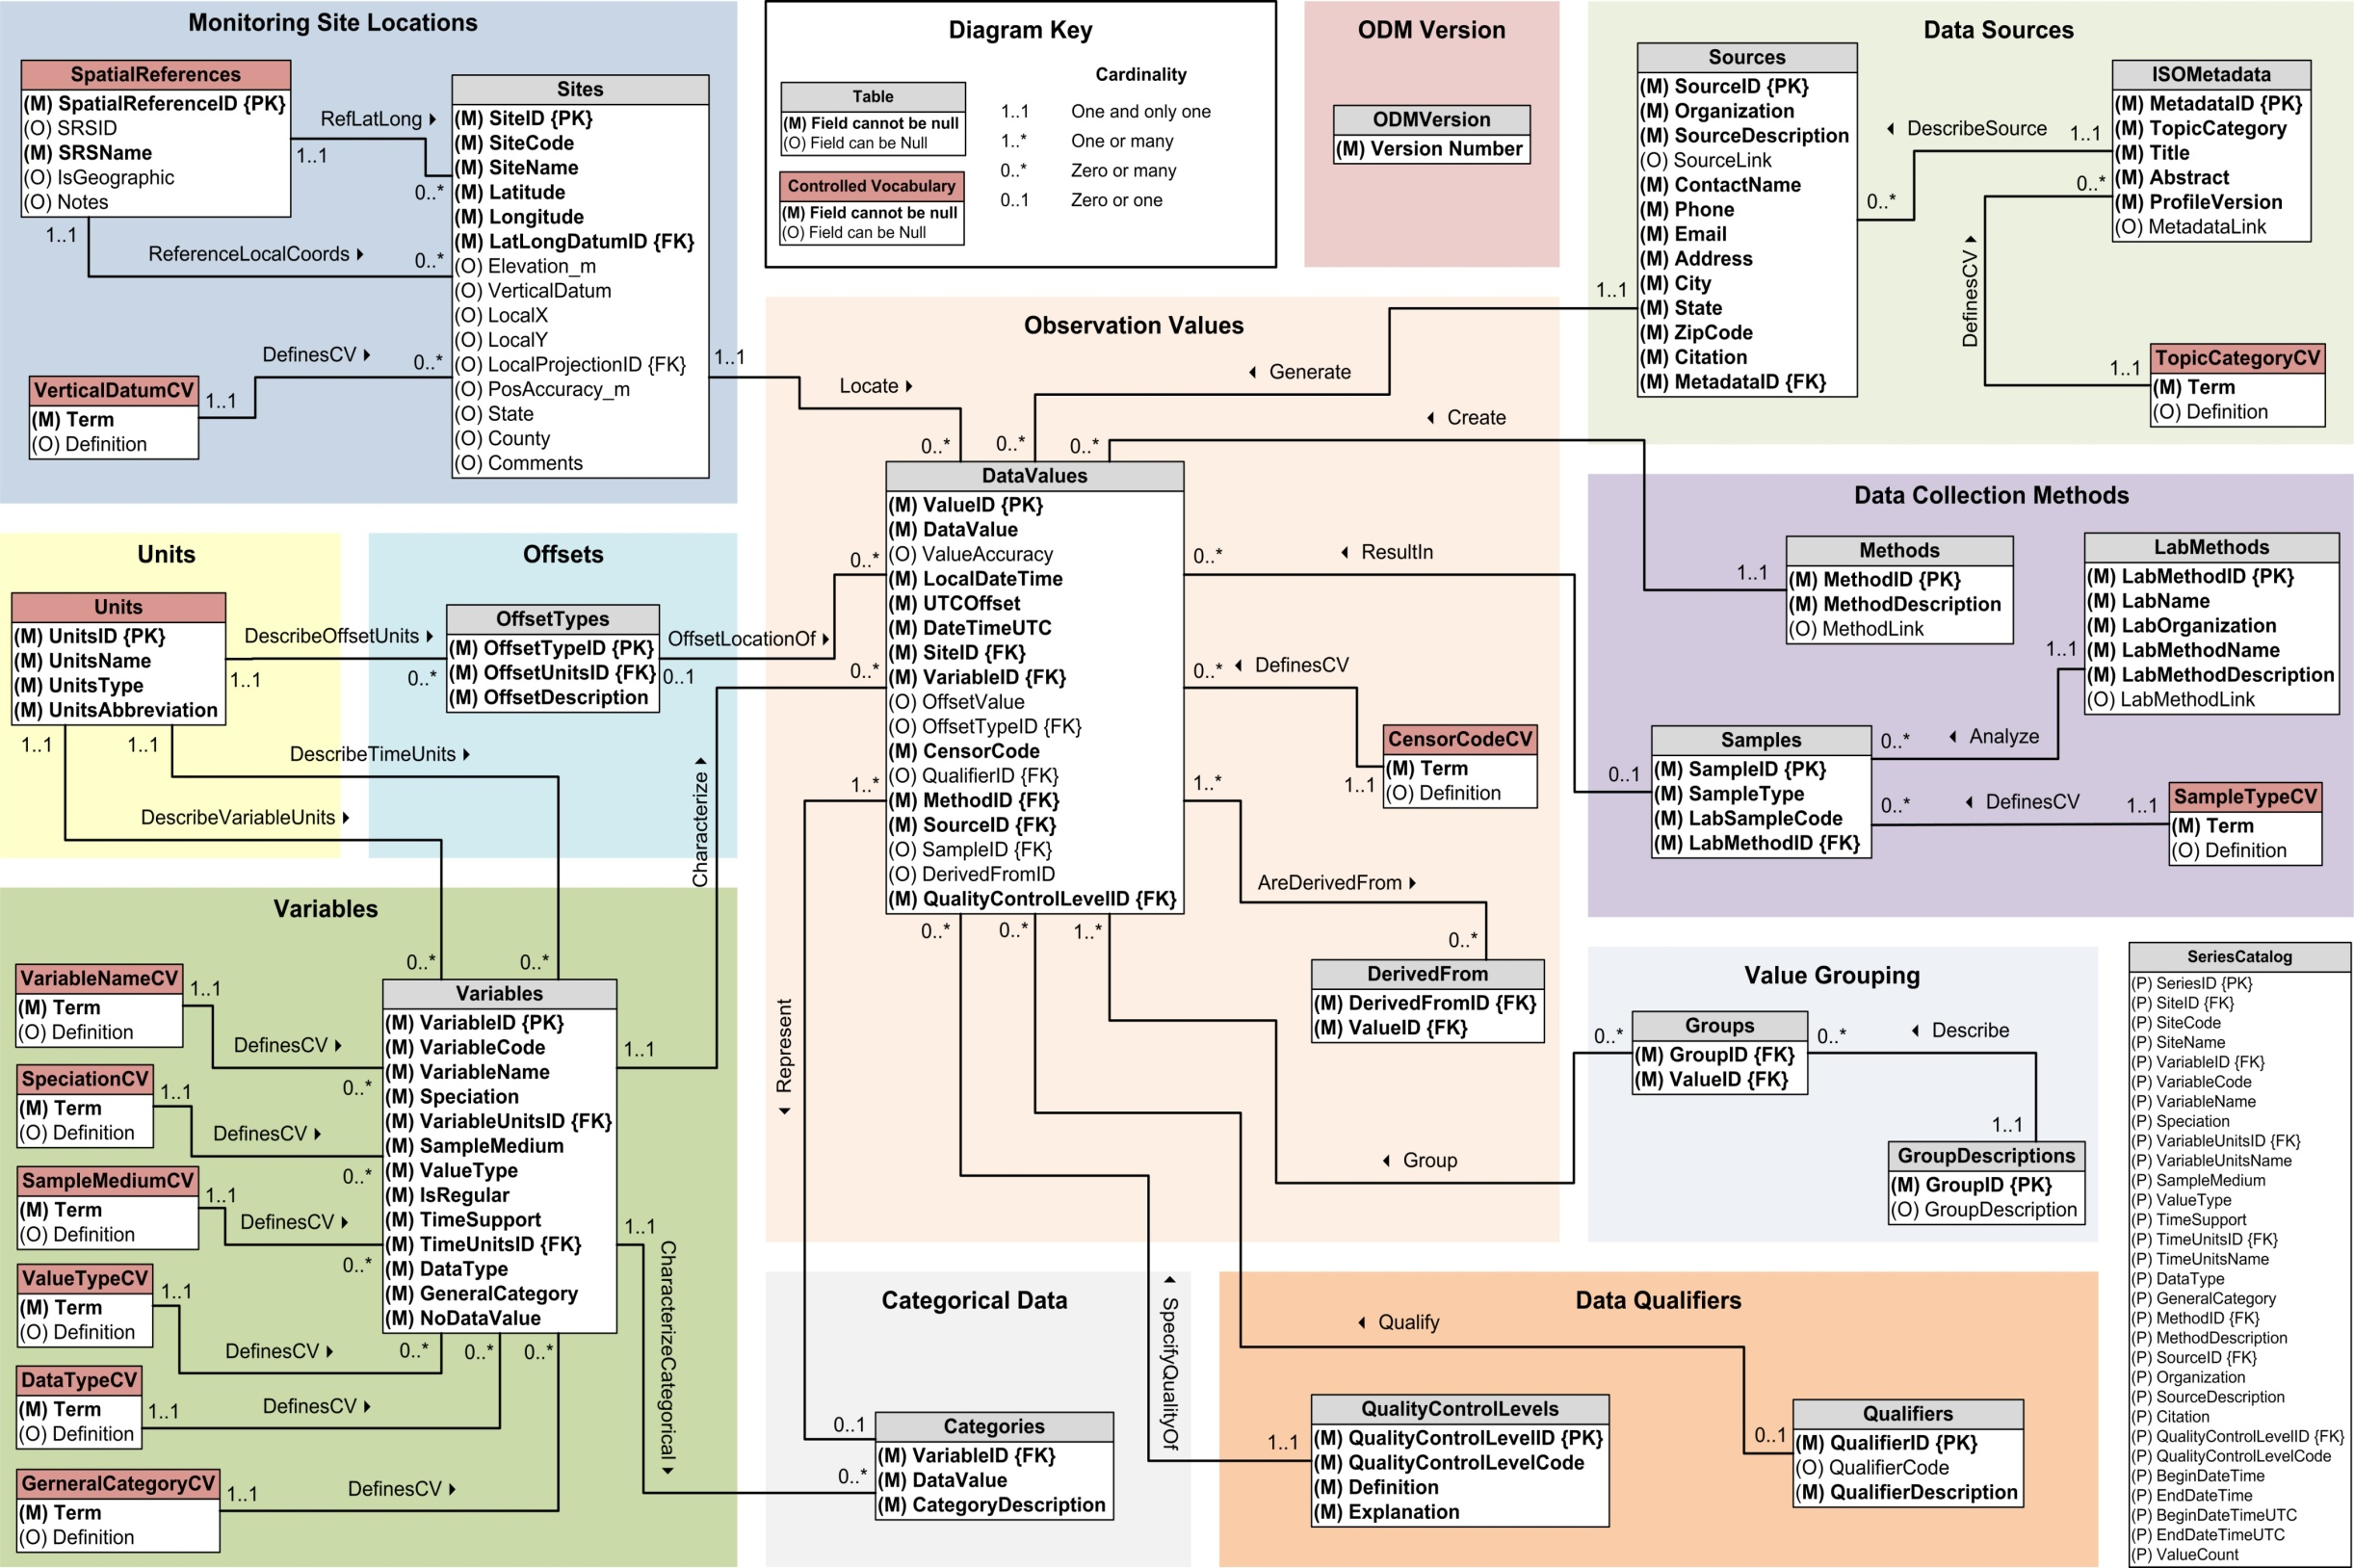 Monitoring Site Locations
SpatialReferences
(M) SpatialReferenceID {PK}
(O) SRSID
(M) SRSName
(O) IsGeographic
(O) Notes
RefLatLong
1..1
0..*
1..1
ReferenceLocalCoords
0..*
Sites
(M) SiteID {PK}
(M) SiteCode
(M) SiteName
(M) Latitude
(M) Longitude
(M) LatLongDatumID {FK}
(O) Elevation_m
(O) VerticalDatum
(O) LocalX
(O) LocalY
(O) LocalProjectionID {FK}
(O) PosAccuracy_m
(O) State
(O) County
(O) Comments
DefinesCV
0..*
1..1
VerticalDatumCV
(M) Term
(O) Definition
1..1
Locate
Diagram Key
Table
(M) Field cannot be null
(O) Field can be Null
Controlled Vocabulary
(M) Field cannot be null
(O) Field can be Null
Cardinality
1..1 One and only one
1..* One or many
0..* Zero or many
0..1 Zero or one
ODM Version
ODMVersion
(M) Version Number
Data Sources
Sources
(M) SourceID {PK}
(M) Organization
(M) SourceDescription
(O) SourceLink
(M) ContactName
(M) Phone
(M) Email
(M) Address
(M) City
(M) State
(M) ZipCode
(M) Citation
(M) MetadataID {FK}
DescribeSource
1..1
0..*
ISOMetadata
(M) MetadataID {PK}
(M) TopicCategory
(M) Title
(M) Abstract
(M) ProfileVersion
(O) MetadataLink
0..*
DefinesCV
1..1
TopicCategoryCV
(M) Term
(O) Definition
1..1
Observation Values
Generate
Create
0..*
0..*
0..*
DataValues
(M) ValueID {PK}
(M) DataValue
(O) ValueAccuracy
(M) LocalDateTime
(M) UTCOffset
(M) DateTimeUTC
(M) SiteID {FK}
(M) VariableID {FK}
(O) OffsetValue
(O) OffsetTypeID {FK}
(M) CensorCode
(O) QualifierID {FK}
(M) MethodID {FK}
(M) SourceID {FK}
(O) SampleID {FK}
(O) DerivedFromID
(M) QualityControlLevelID {FK}
0..*
0..*
1..*
0..*
ResultIn
0..*
DefinesCV
1..1
CensorCodeCV
(M) Term
(O) Definition
1..*
AreDerivedFrom
0..*
DerivedFrom
(M) DerivedFromID {FK}
(M) ValueID {FK}
0..*
0..*
1..*
Represent
Group
Data Collection Methods
Methods
(M) MethodID {PK}
(M) MethodDescription
(O) MethodLink
1..1
LabMethods
(M) LabMethodID {PK}
(M) LabName
(M) LabOrganization
(M) LabMethodName
(M) LabMethodDescription
(O) LabMethodLink
1..1
Analyze
0..*
Samples
(M) SampleID {PK}
(M) SampleType
(M) LabSampleCode
(M) LabMethodID {FK}
0..1
0..*
DefinesCV
1..1
SampleTypeCV
(M) Term
(O) Definition
Units
Units
(M) UnitsID {PK}
(M) UnitsName
(M) UnitsType
(M) UnitsAbbreviation
1..1
1..1
1..1
DescribeOffsetUnits
0..*
DescribeTimeUnits
DescribeVariableUnits
Offsets
OffsetTypes
(M) OffsetTypeID {PK}
(M) OffsetUnitsID {FK}
(M) OffsetDescription
OffsetLocationOf
0..1
Characterize
Variables
0..*
0..*
Variables
(M) VariableID {PK}
(M) VariableCode
(M) VariableName
(M) Speciation
(M) VariableUnitsID {FK}
(M) SampleMedium
(M) ValueType
(M) IsRegular
(M) TimeSupport
(M) TimeUnitsID {FK}
(M) DataType
(M) GeneralCategory
(M) NoDataValue
1..1
1..1
CharacterizeCategorical
VariableNameCV
(M) Term
(O) Definition
1..1
DefinesCV
0..*
SpeciationCV
(M) Term
(O) Definition
1..1
DefinesCV
0..*
SampleMediumCV
(M) Term
(O) Definition
1..1
DefinesCV
0..*
ValueTypeCV
(M) Term
(O) Definition
1..1
DefinesCV
0..*
0..*
0..*
DataTypeCV
(M) Term
(O) Definition
1..1
DefinesCV
GerneralCategoryCV
(M) Term
(O) Definition
1..1
DefinesCV
Categorical Data
0..1
0..*
Categories
(M) VariableID {FK}
(M) DataValue
(M) CategoryDescription
SpecifyQualityOf
Data Qualifiers
Qualify
1..1
QualityControlLevels
(M) QualityControlLevelID {PK}
(M) QualityControlLevelCode
(M) Definition
(M) Explanation
0..1
Qualifiers
(M) QualifierID {PK}
(O) QualifierCode
(M) QualifierDescription
Value Grouping
0..*
Groups
(M) GroupID {FK}
(M) ValueID {FK}
0..*
Describe
1..1
GroupDescriptions
(M) GroupID {PK}
(O) GroupDescription
SeriesCatalog
(P) SeriesID {PK}
(P) SiteID {FK}
(P) SiteCode
(P) SiteName
(P) VariableID {FK}
(P) VariableCode
(P) VariableName
(P) Speciation
(P) VariableUnitsID {FK}
(P) VariableUnitsName
(P) SampleMedium
(P) ValueType
(P) TimeSupport
(P) TimeUnitsID {FK}
(P) TimeUnitsName
(P) DataType
(P) GeneralCategory
(P) MethodID {FK}
(P) MethodDescription
(P) SourceID {FK}
(P) Organization
(P) SourceDescription
(P) Citation
(P) QualityControlLevelID {FK}
(P) QualityControlLevelCode
(P) BeginDateTime
(P) EndDateTime
(P) BeginDateTimeUTC
(P) EndDateTimeUTC
(P) ValueCount